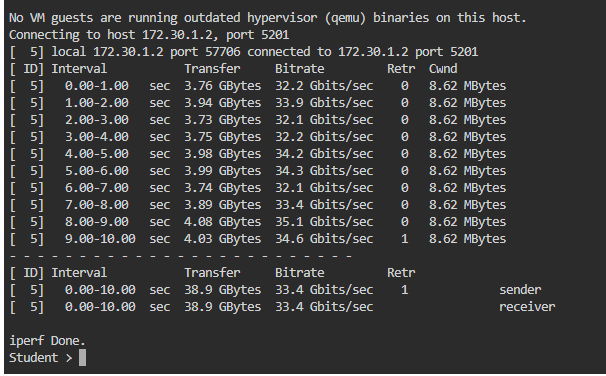 No VM guests are running outdated hypervisor (qemu) binaries on this host.
Connecting to host 172.30.1.2, port 5201
[  5] local 172.30.1.2 port 57706 connected to 172.30.1.2 port 5201
[ ID] Interval           Transfer     Bitrate         Retr  Cwnd
[  5]   0.00-1.00   sec  3.76 GBytes  32.2 Gbits/sec    0   8.62 MBytes
[  5]   1.00-2.00   sec  3.94 GBytes  33.9 Gbits/sec    0   8.62 MBytes
[  5]   2.00-3.00   sec  3.73 GBytes  32.1 Gbits/sec    0   8.62 MBytes
[  5]   3.00-4.00   sec  3.75 GBytes  32.2 Gbits/sec    0   8.62 MBytes
[  5]   4.00-5.00   sec  3.98 GBytes  34.2 Gbits/sec    0   8.62 MBytes
[  5]   5.00-6.00   sec  3.99 GBytes  34.3 Gbits/sec    0   8.62 MBytes
[  5]   6.00-7.00   sec  3.74 GBytes  32.1 Gbits/sec    0   8.62 MBytes
[  5]   7.00-8.00   sec  3.89 GBytes  33.4 Gbits/sec    0   8.62 MBytes
[  5]   8.00-9.00   sec  4.08 GBytes  35.1 Gbits/sec    0   8.62 MBytes
[  5]   9.00-10.00  sec  4.03 GBytes  34.6 Gbits/sec    1   8.62 MBytes
- - - - - - - - - - - - - - - - - - - - - - - - -
[ ID] Interval           Transfer     Bitrate         Retr
[  5]   0.00-10.00  sec  38.9 GBytes  33.4 Gbits/sec    1             sender
[  5]   0.00-10.00  sec  38.9 GBytes  33.4 Gbits/sec                  receiver
iperf Done.
Student >